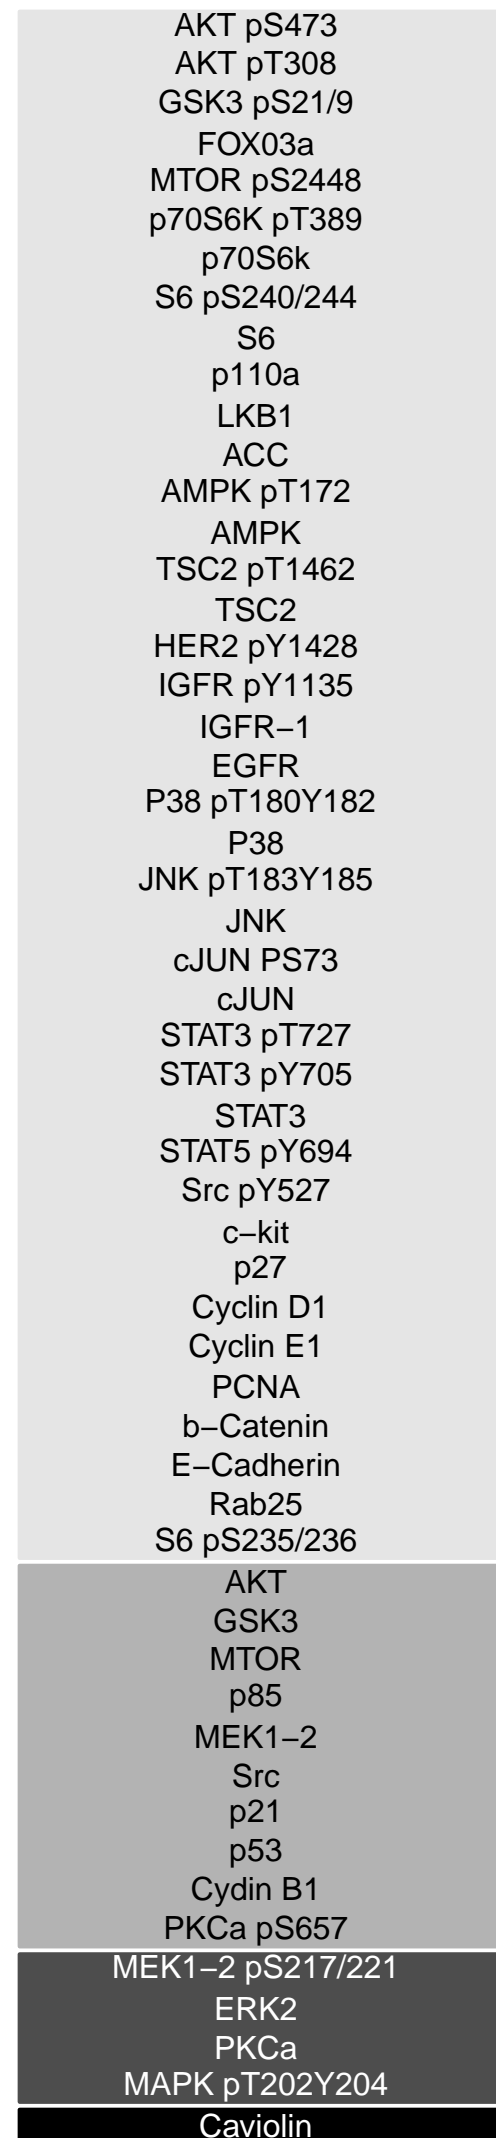 AKT pS473
AKT pT308
GSK3 pS21/9
FOX03a
MTOR pS2448
p70S6K pT389
p70S6k
S6 pS240/244
S6
p110a
LKB1
ACC
AMPK pT172
AMPK
TSC2 pT1462
TSC2
HER2 pY1428
IGFR pY1135
IGFR−1
EGFR
P38 pT180Y182
P38
JNK pT183Y185
JNK
cJUN PS73
cJUN
STAT3 pT727
STAT3 pY705
STAT3
STAT5 pY694
Src pY527
c−kit
p27
Cyclin D1
Cyclin E1
PCNA
b−Catenin
E−Cadherin
Rab25
S6 pS235/236
AKT
GSK3
MTOR
p85
MEK1−2
Src
p21
p53
Cydin B1
PKCa pS657
MEK1−2 pS217/221
ERK2
PKCa
MAPK pT202Y204
Caviolin